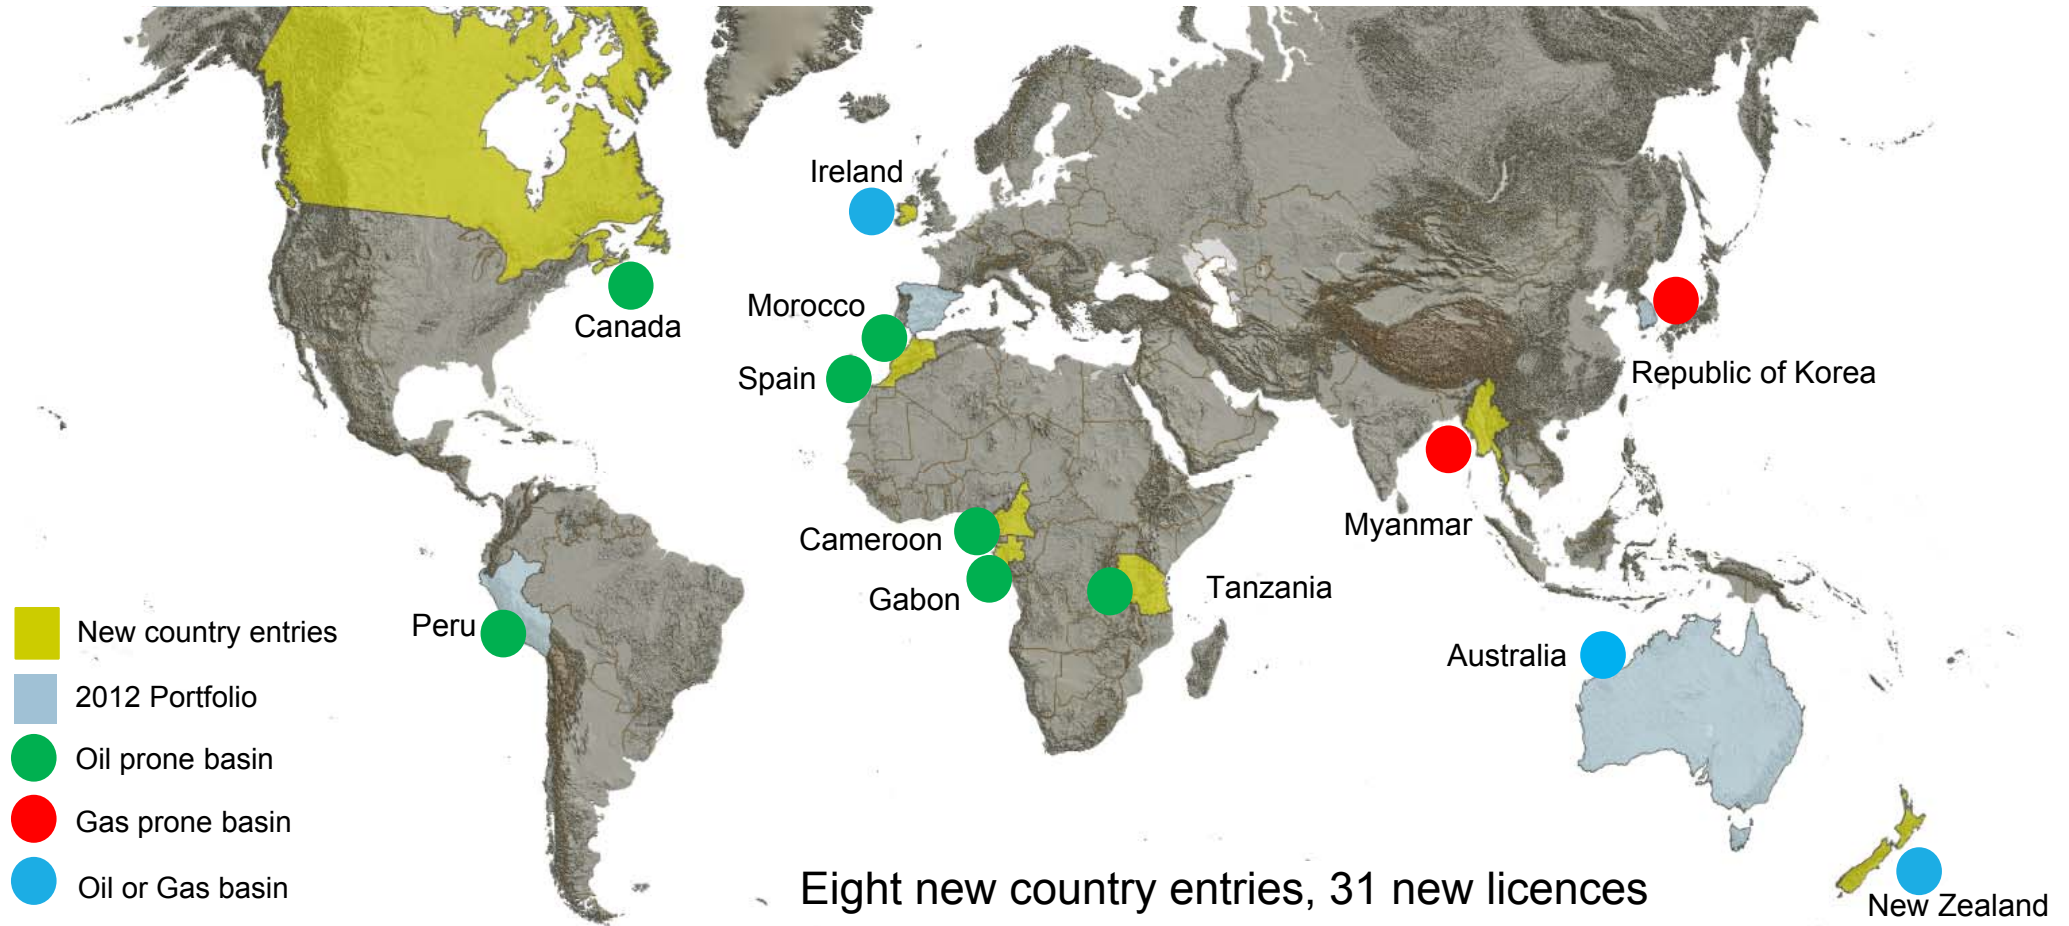 Ireland
Morocco
Canada
Spain
Republic of Korea
Cameroon
Myanmar
Gabon
Tanzania
Peru
Australia
New country entries
2012 Portfolio
Oil prone basin
Gas prone basin
Oil or Gas basin
Eight new country entries, 31 new licences
New Zealand